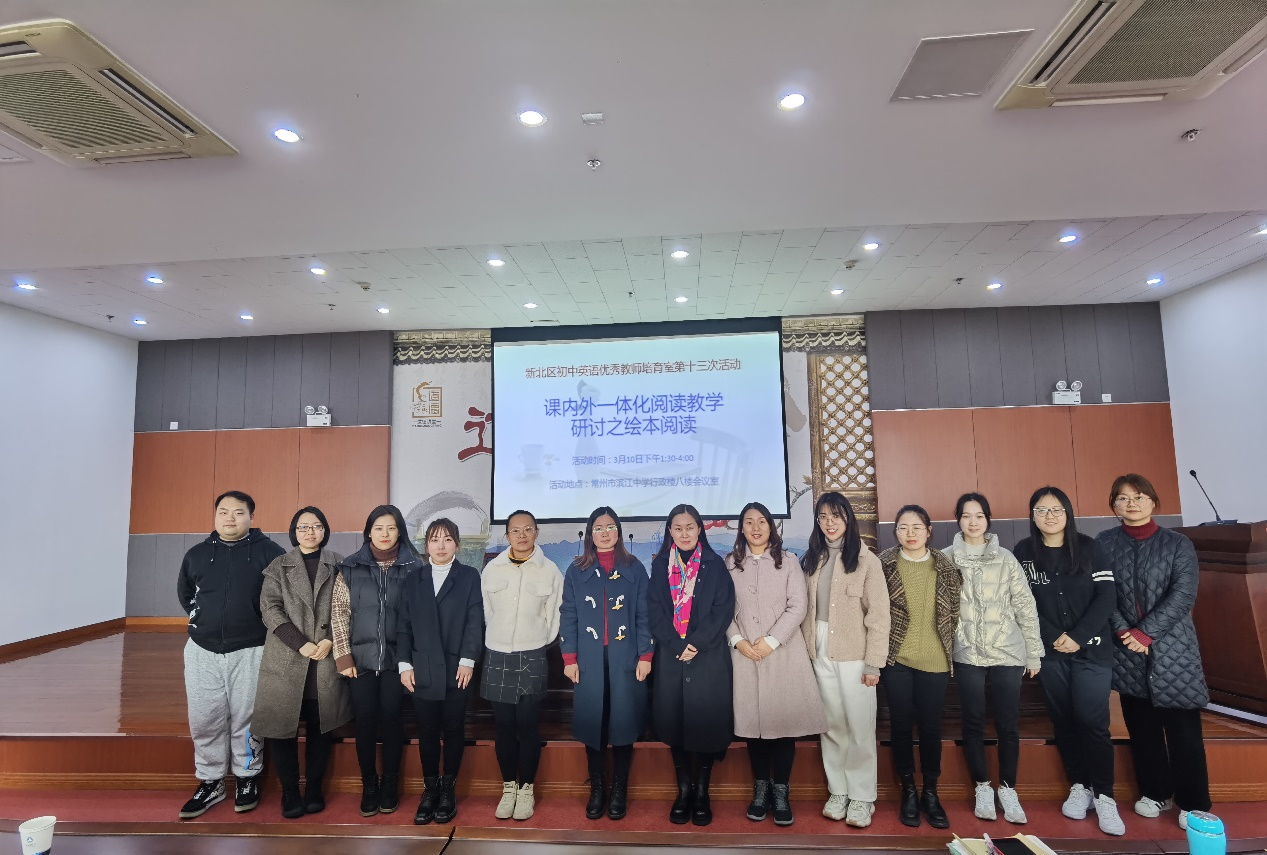 新北区初中英语优秀教师培育室第十三次活动
课内外一体化阅读教学
研讨之绘本阅读
活动时间：3月10日下午1:30-4:00
活动地点：常州市滨江中学行政楼八楼会议室